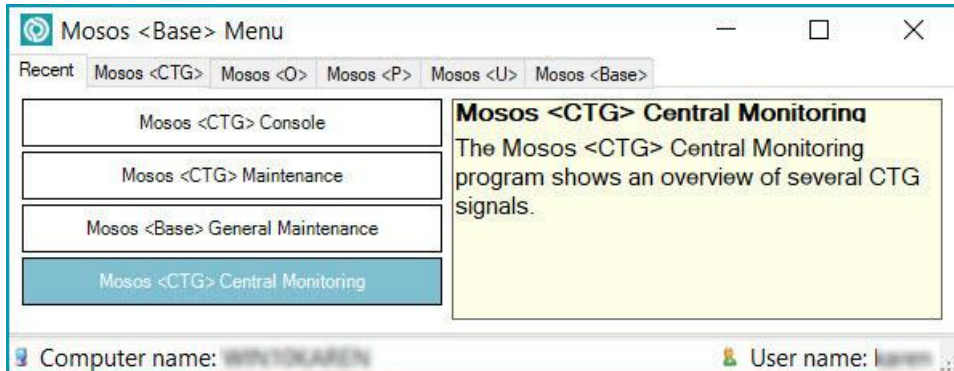 Mosos <Base> Menu
Recent Mosos <CTG> Mosos <O> Mosos <P> Mosos <U> Mosos <Base>
Mosos <CTG> Console
Mosos <CTG> Maintenance
Mosos <Base> General Maintenance
Mosos <CTG> Central Monitoring
Mosos <CTG> Central Monitoring
The Mosos <CTG> Central Monitoring
program shows an overview of several CTG
signals.
Computer name: User name: